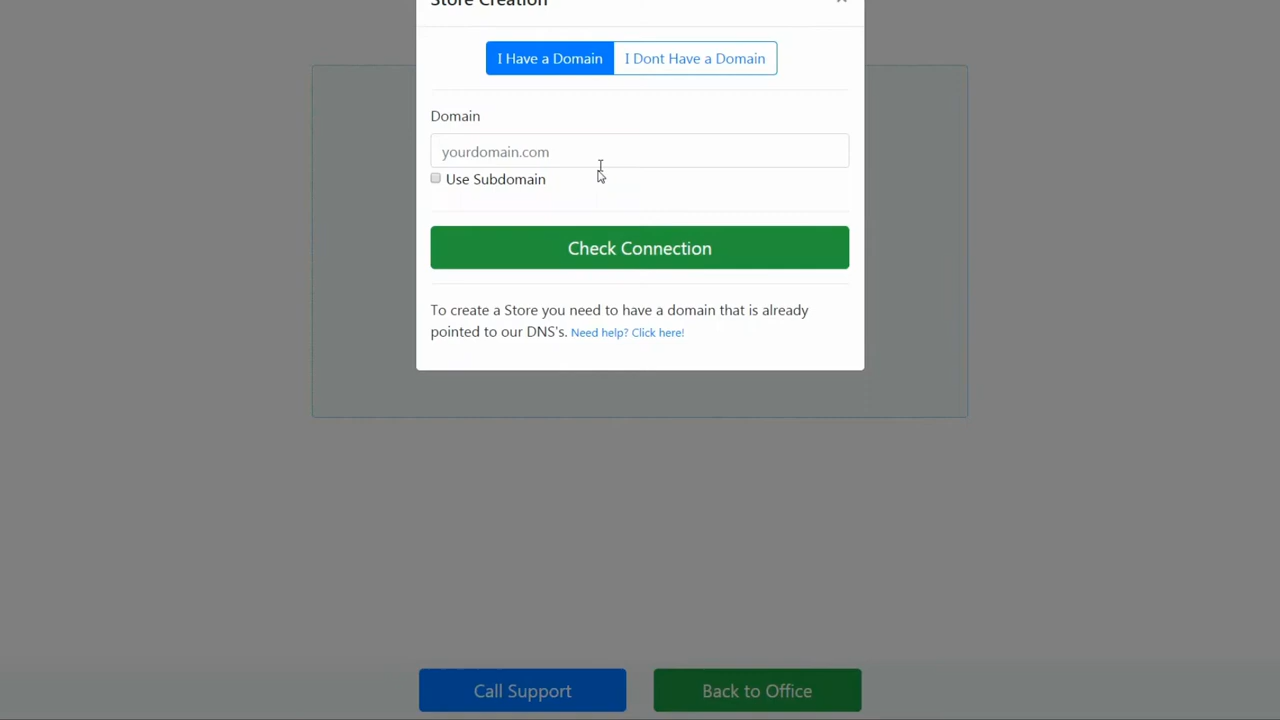 Store Creation
I Have a Domain
I Dont Have a Domain
Domain
yourdomain.com
Use Subdomain
Check Connection
To create a Store you need to have a domain that is already
pointed to our DNS's. Need help? Click here!
Call Support
Back to Office